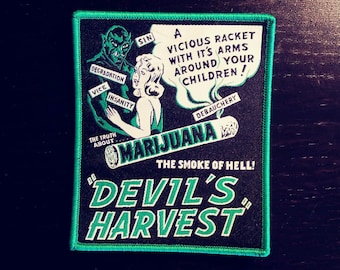 SIN
A
VICIOUS RACKET
WITH IT'S ARMS
AROUND YOUR
CHILDREN!
DEGRADATION
VICE
INSANITY
DEBAUCHERY
THE TRUTH
ABOUT....
MARIJUANA
THE SMOKE OF HELL!
"DEVIL'S
HARVEST"